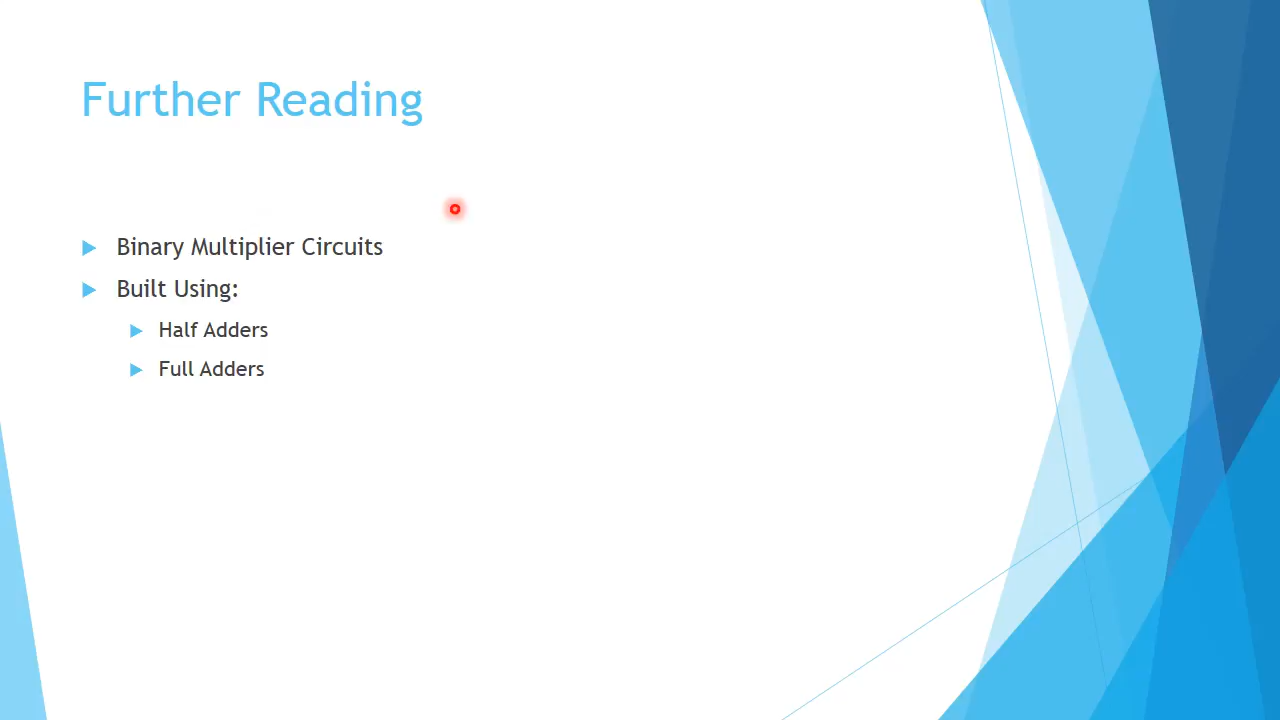 Further Reading
Binary Multiplier Circuits
Built Using:
Half Adders
Full Adders